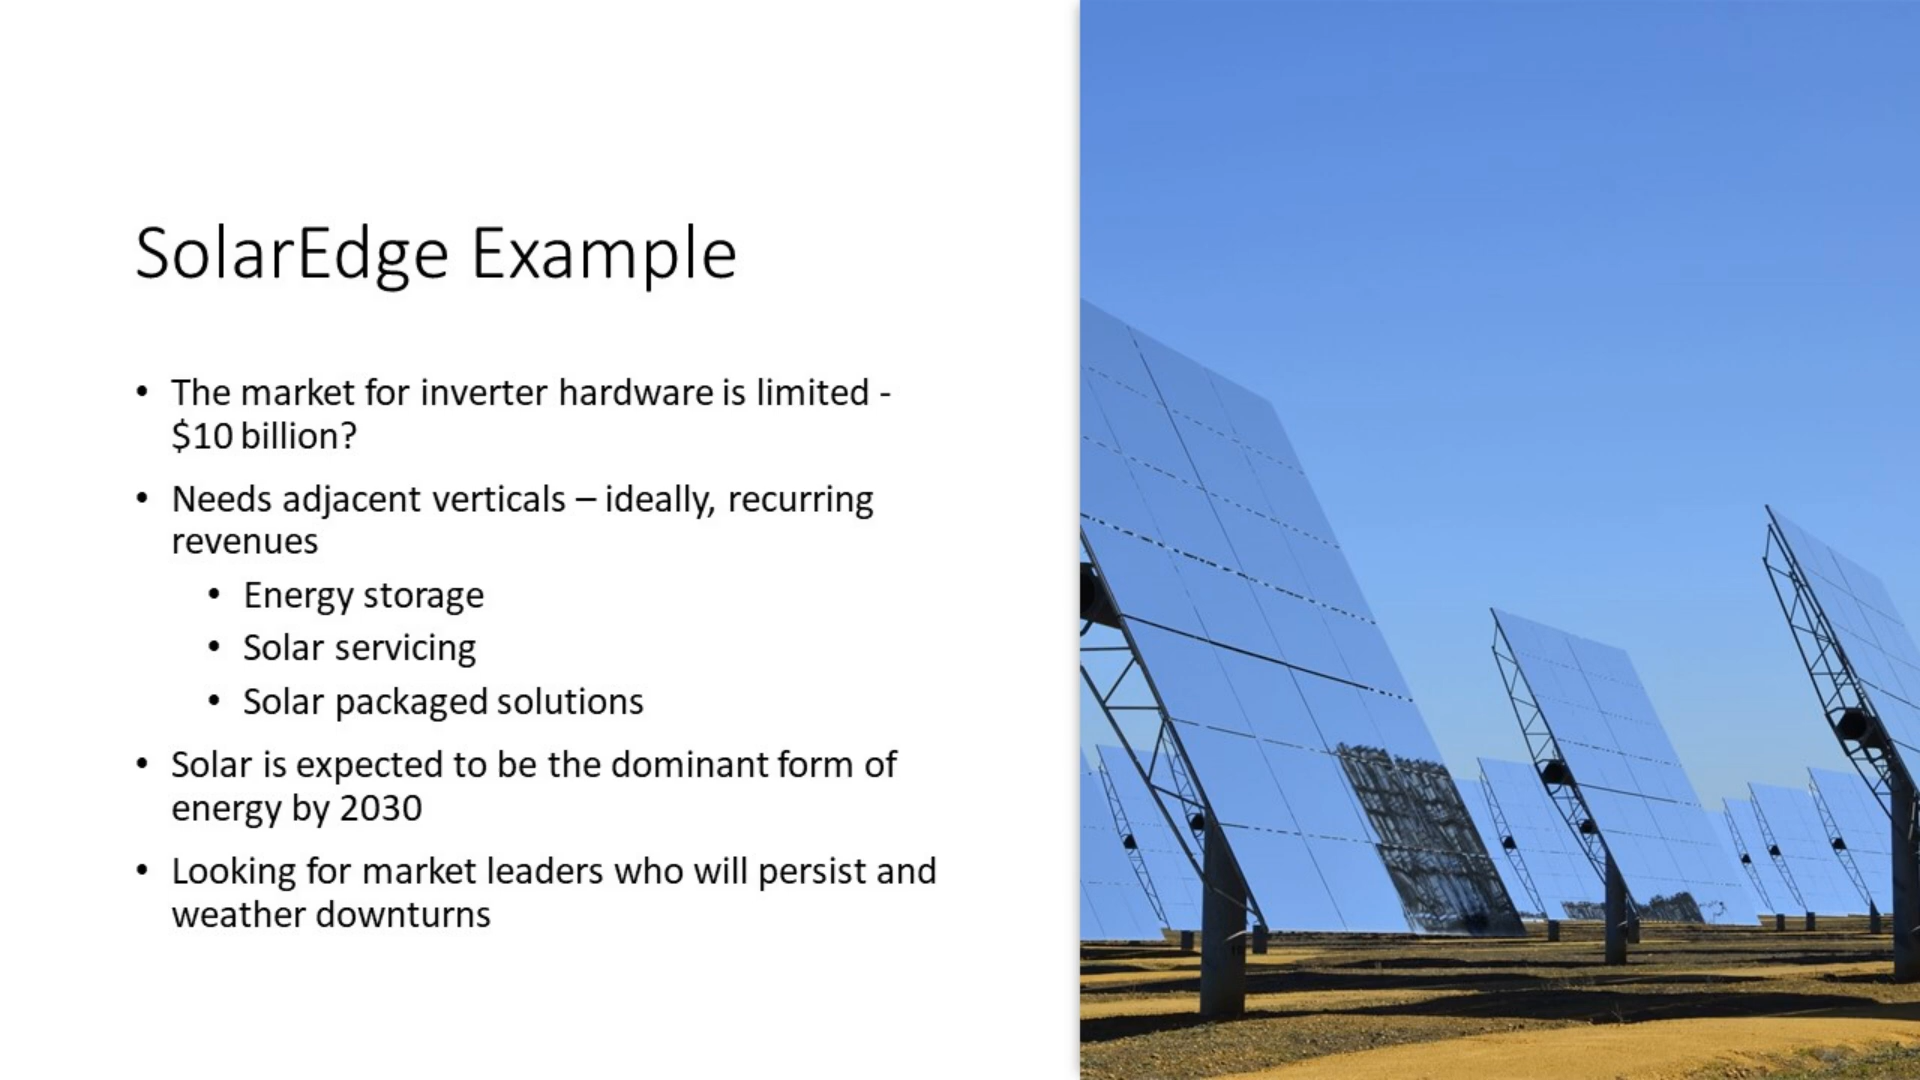 SolarEdge Example
• The market for inverter hardware is limited -
$10 billion?
• Needs adjacent verticals – ideally, recurring
revenues
• Energy storage
• Solar servicing
• Solar packaged solutions
• Solar is expected to be the dominant form of
energy by 2030
• Looking for market leaders who will persist and
weather downturns